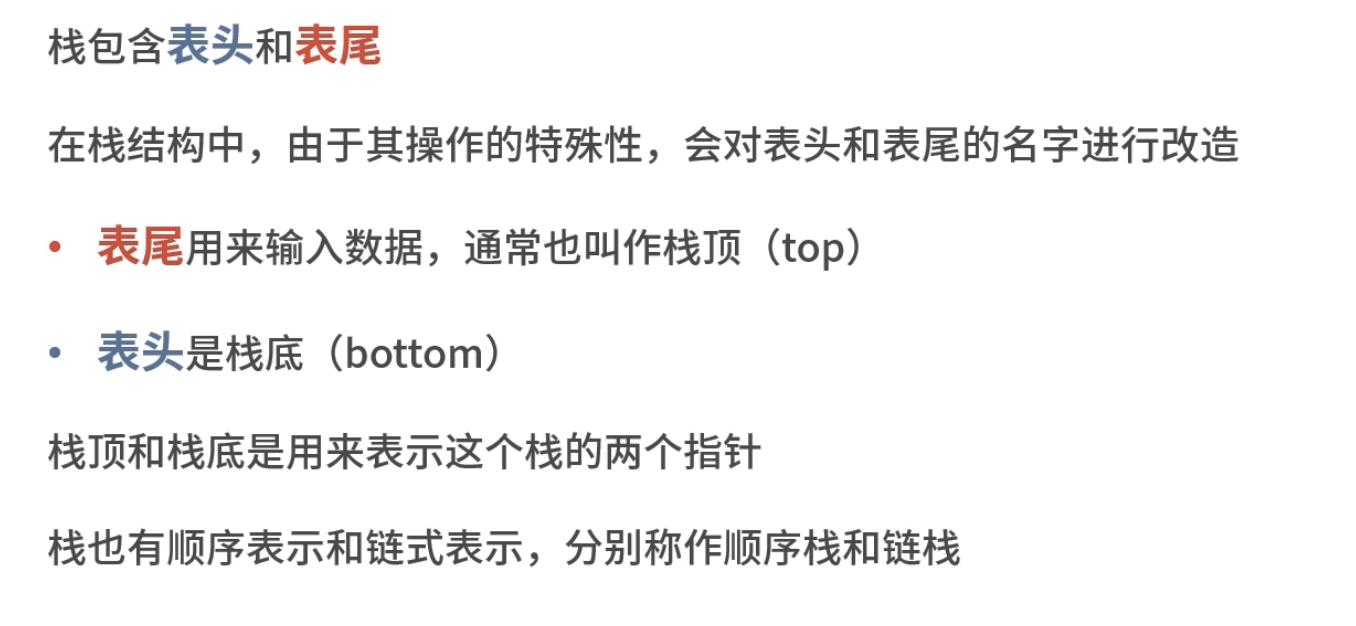 栈包含表头和表尾
在栈结构中，由于其操作的特殊性，会对表头和表尾的名字进行改造
• 表尾用来输入数据，通常也叫作栈顶（top）
• 表头是栈底（bottom）
栈顶和栈底是用来表示这个栈的两个指针
栈也有顺序表示和链式表示，分别称作顺序栈和链栈